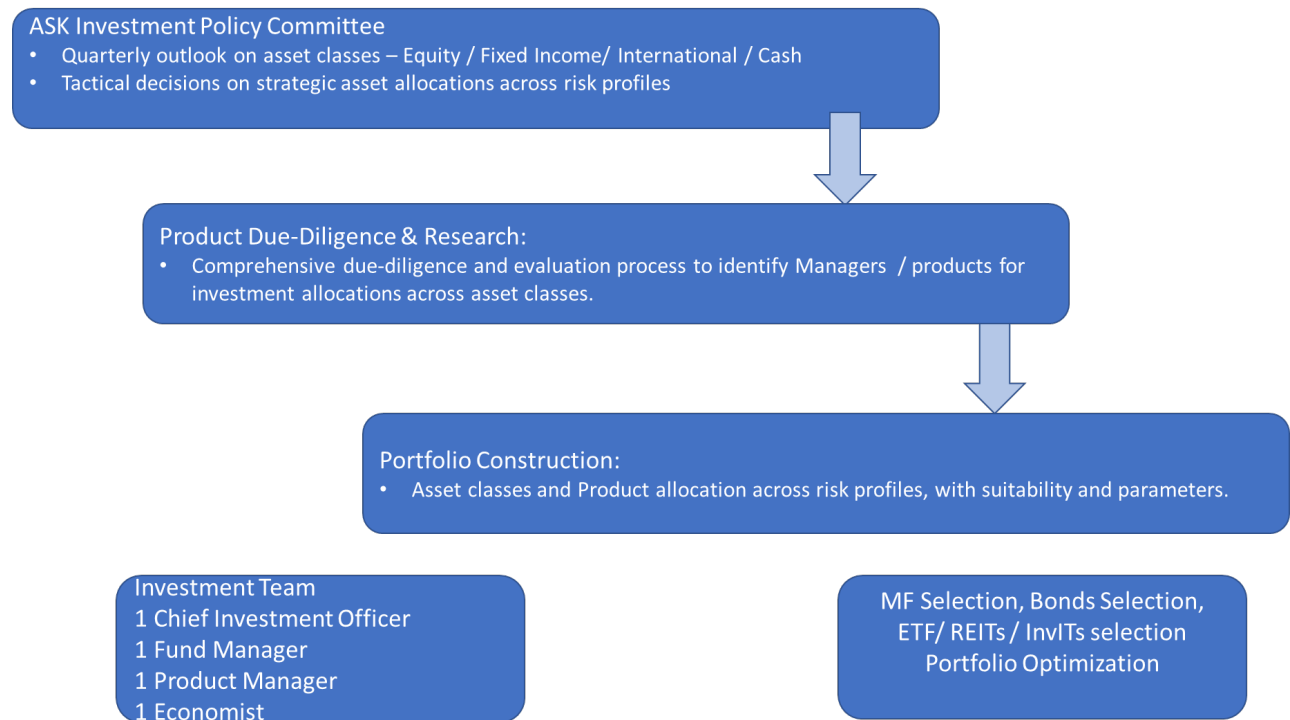 ASK Investment Policy Committee
• Quarterly outlook on asset classes – Equity / Fixed Income/ International / Cash
• Tactical decisions on strategic asset allocations across risk profiles
Product Due-Diligence & Research:
• Comprehensive due-diligence and evaluation process to identify Managers / products for
investment allocations across asset classes.
Portfolio Construction:
• Asset classes and Product allocation across risk profiles, with suitability and parameters.
Investment Team
1 Chief Investment Officer
1 Fund Manager
1 Product Manager
1 Economist
MF Selection, Bonds Selection,
ETF/ REITs / InvITs selection
Portfolio Optimization